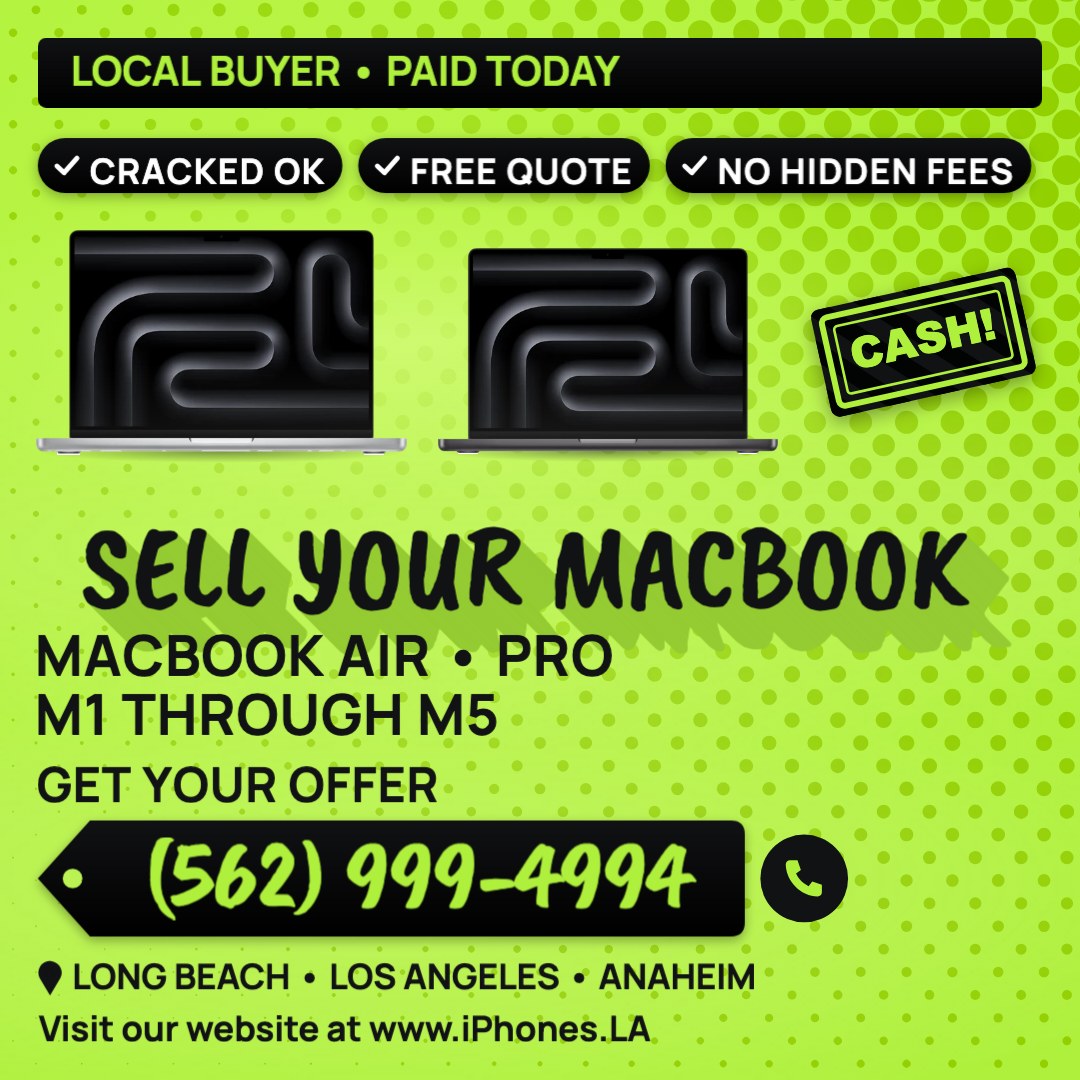 LOCAL BUYER • PAID TODAY
✓ CRACKED OK ✓ FREE QUOTE ✓ NO HIDDEN FEES
CASH!
SELL YOUR MACBOOK
MACBOOK AIR • PRO
M1 THROUGH M5
GET YOUR OFFER
(562) 999-4994
LONG BEACH • LOS ANGELES • ANAHEIM
Visit our website at www.iPhones.LA